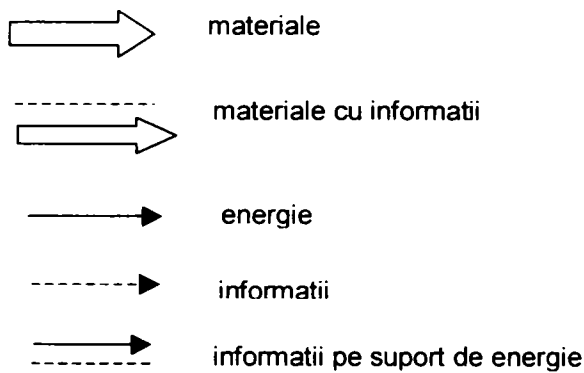 materiale
materiale cu informatii
energie
informatii
informatii pe suport de energie